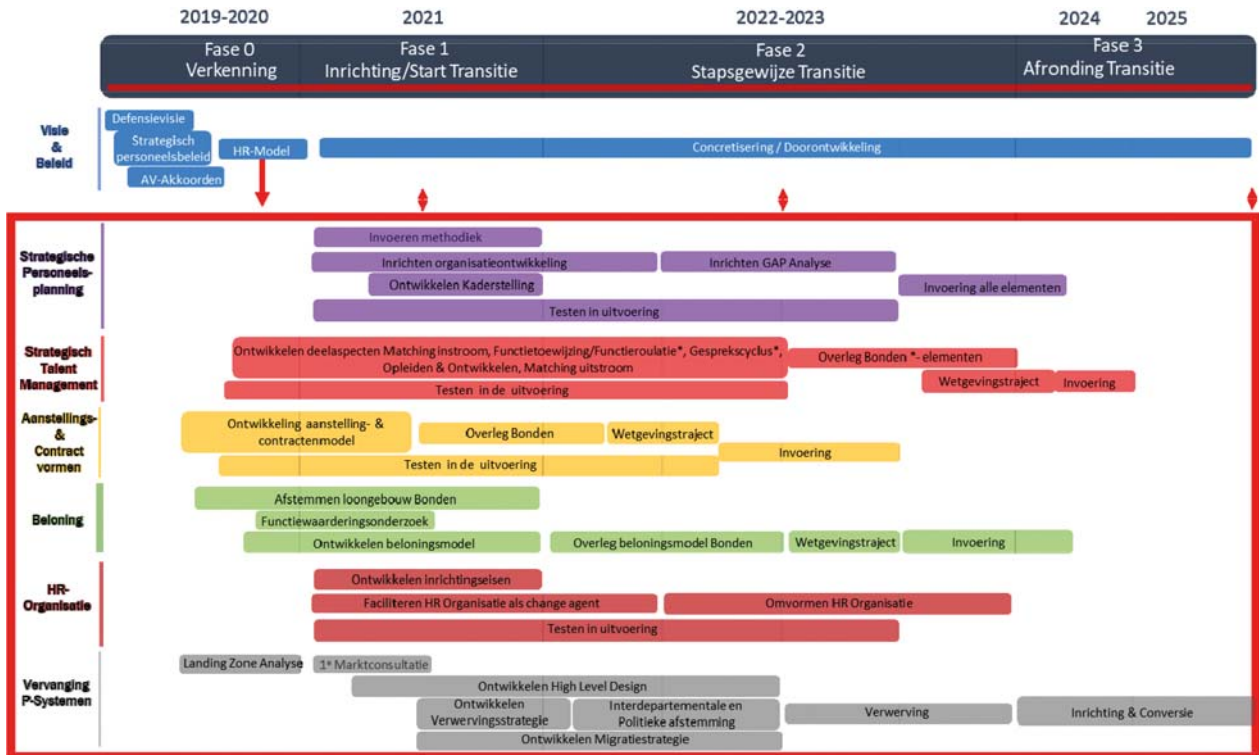 2019-2020
2021
2022-2023
2024
2025
Fase 0
Verkenning
Fase 1
Inrichting/Start Transitie
Fase 2
Stapsgewijze Transitie
Fase 3
Afronding Transitie
Visie
&
Beleid
Defensievisie
Strategisch
personeelsbeleid
HR-Model
AV-Akkoorden
Concretisering / Doorontwikkeling
Strategische
Personeels-
planning
Invoeren methodiek
Inrichten organisatieontwikkeling
Inrichten GAP Analyse
Ontwikkelen Kaderstelling
Invoering alle elementen
Testen in uitvoering
Strategisch
Talent
Management
Ontwikkelen deelaspecten Matching instroom, Functietoewijzing/Functieroulatie*, Gesprekscyclus*,
Opleiden & Ontwikkelen, Matching uitstroom
Overleg Bonden *- elementen
Testen in de uitvoering
Wetgevingstraject
Invoering
Aanstellings-
&
Contract
vormen
Ontwikkeling aanstelling- &
contractenmodel
Overleg Bonden
Wetgevingstraject
Invoering
Testen in de uitvoering
Beloning
Afstemmen loongebouw Bonden
Functiewaarderingsonderzoek
Ontwikkelen beloningsmodel
Overleg beloningsmodel Bonden
Wetgevingstraject
Invoering
HR-
Organisatie
Ontwikkelen inrichtingseisen
Faciliteren HR Organisatie als change agent
Omvormen HR Organisatie
Testen in uitvoering
Vervanging
P-Systemen
Landing Zone Analyse
1e Marktconsultatie
Ontwikkelen High Level Design
Ontwikkelen
Verwervingsstrategie
Interdepartementale en
Politieke afstemming
Verwerving
Inrichting & Conversie
Ontwikkelen Migratiestrategie